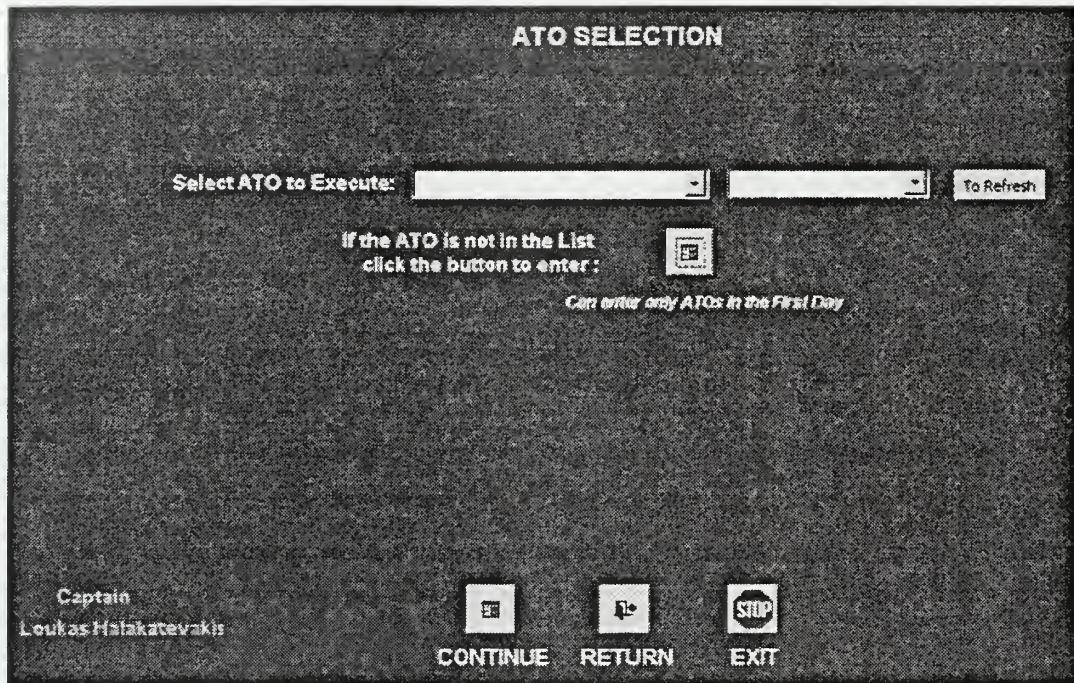 ATO SELECTION
Select ATO to Execute: To Refresh
If the ATO is not in the List
click the button to enter :
Can enter only ATOs in the First Day
Captain
Loukas Halakatevakis
STOP
CONTINUE RETURN EXIT